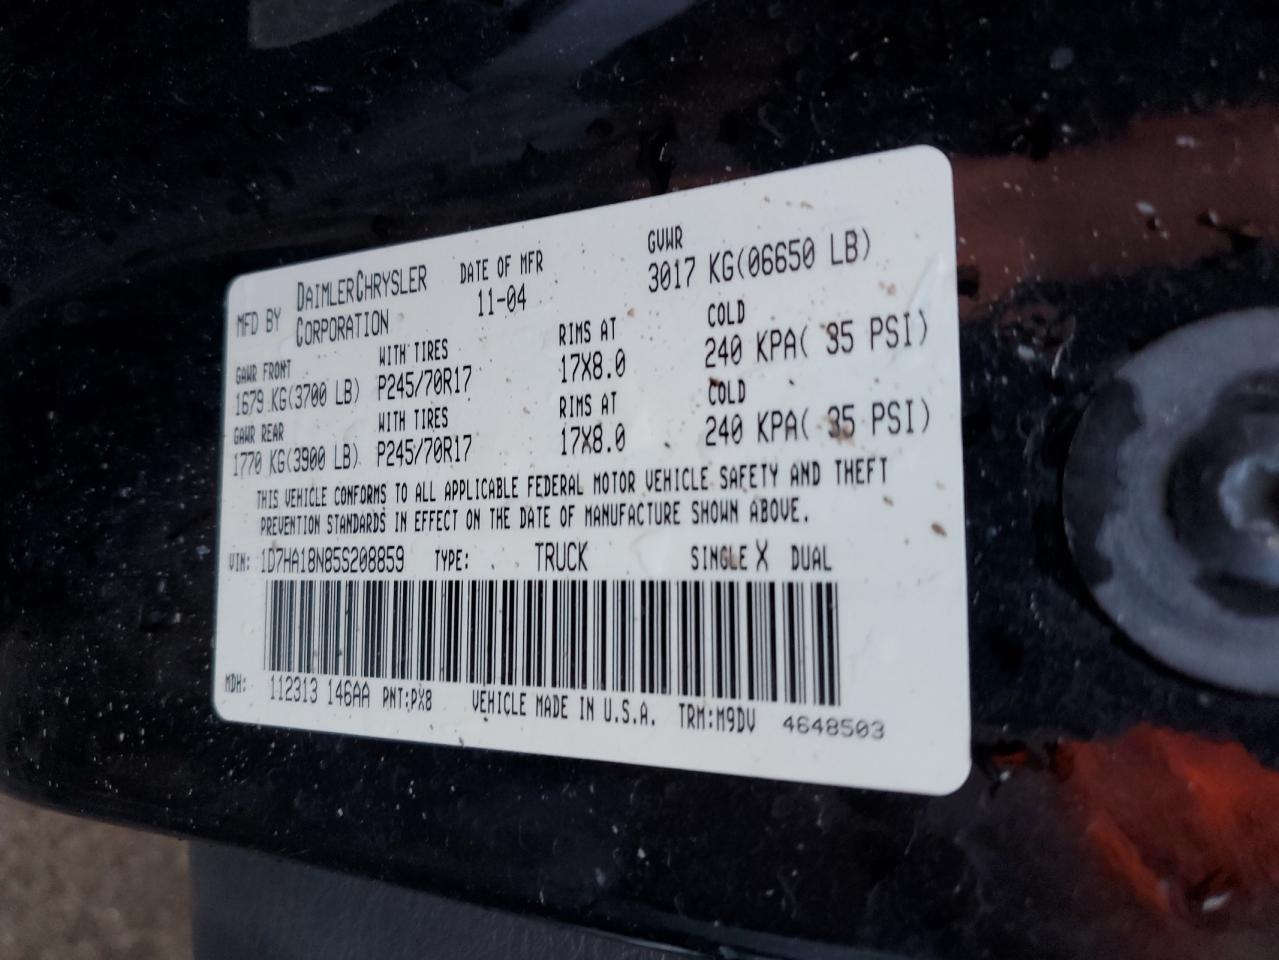 MFD BY DAIMLERCHRYSLER CORPORATION DATE OF MFR 11-04 GVWR 3017 KG(06650 LB)
GAWR FRONT WITH TIRES RIMS AT COLD
1679 KG(3700 LB) P245/70R17 17X8.0 240 KPA( 35 PSI)
GAWR REAR WITH TIRES RIMS AT COLD
1770 KG(3900 LB) P245/70R17 17X8.0 240 KPA( 35 PSI)
THIS VEHICLE CONFORMS TO ALL APPLICABLE FEDERAL MOTOR VEHICLE SAFETY AND THEFT
PREVENTION STANDARDS IN EFFECT ON THE DATE OF MANUFACTURE SHOWN ABOVE.
VIN: 1D7HA18N85S208859 TYPE: TRUCK SINGLE X DUAL
MDH: 112313 146AA PNT:PX8 VEHICLE MADE IN U.S.A. TRM:M9DV 4648503